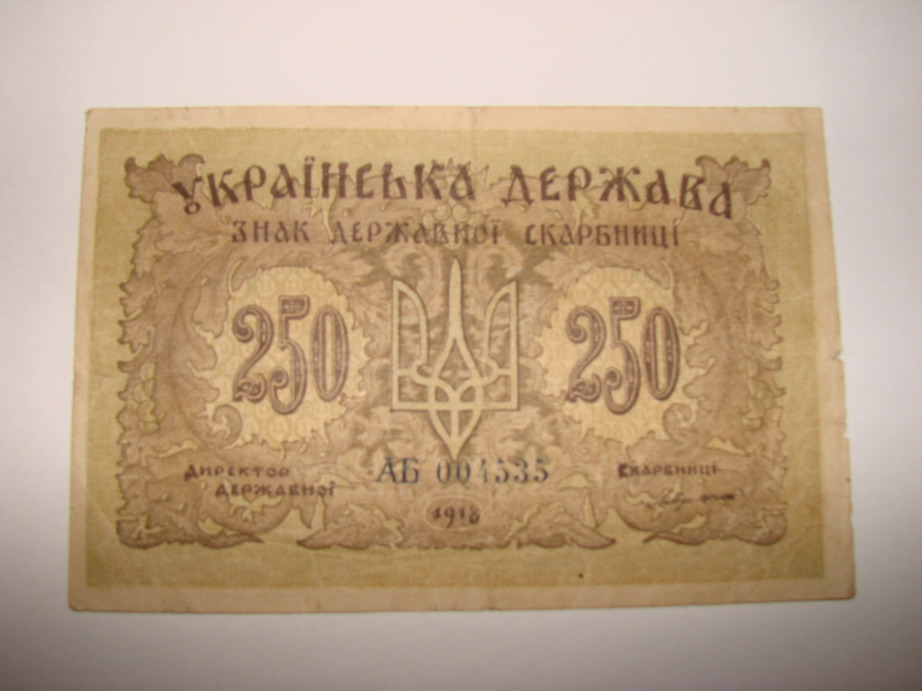 УКРАЇНСЬКА ДЕРЖАВА
ЗНАК ДЕРЖАВНОЇ СКАРБНИЦІ
250 250
ДИРЕКТОР
ДЕРЖАВНОЇ
АБ 004535
СКАРБНИЦІ
1918